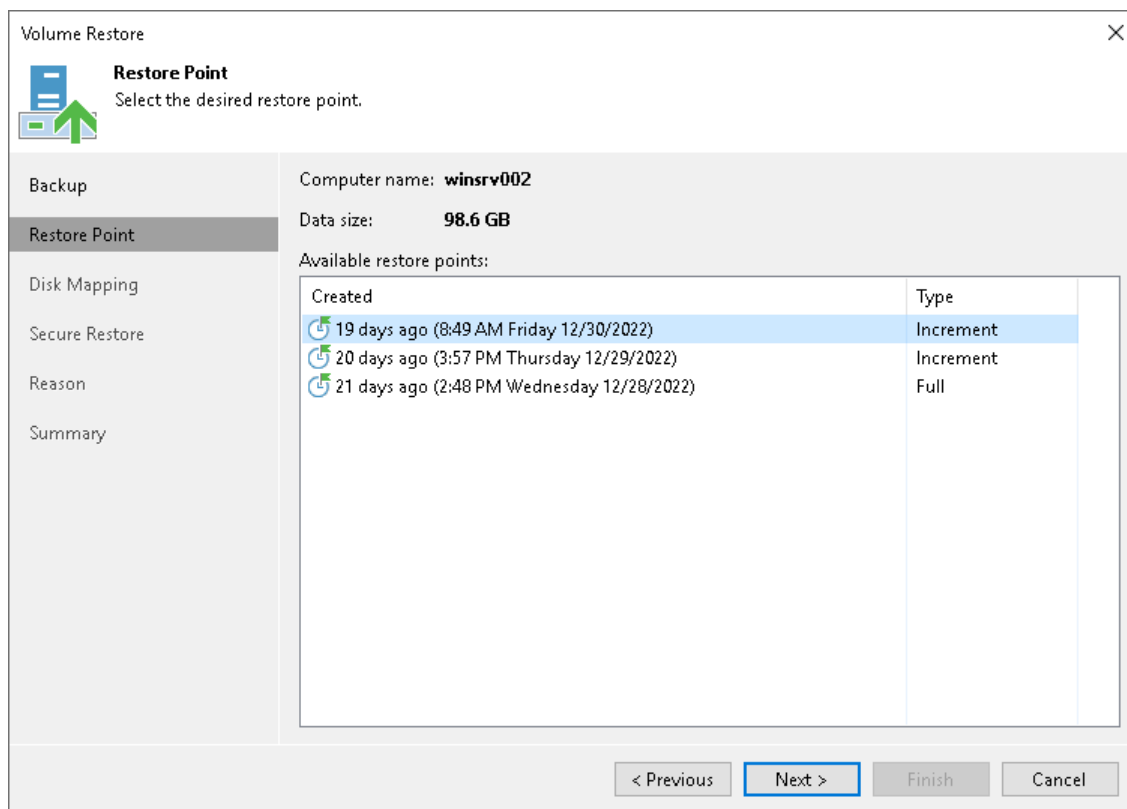 Volume Restore
Restore Point
Select the desired restore point.
Backup
Restore Point
Disk Mapping
Secure Restore
Reason
Summary
Computer name: winsrv002
Data size: 98.6 GB
Available restore points:
Created Type
19 days ago (8:49 AM Friday 12/30/2022) Increment
20 days ago (3:57 PM Thursday 12/29/2022) Increment
21 days ago (2:48 PM Wednesday 12/28/2022) Full
< Previous Next > Finish Cancel